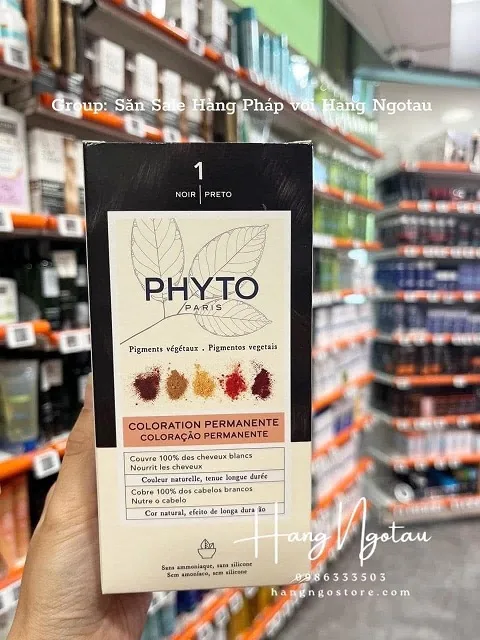 Group: Săn Sale Hàng Pháp với Hang Ngotau
1
NOIR | PRETO
PHYTO
PARIS
Pigments végétaux . Pigmentos vegetais
COLORATION PERMANENTE
COLORAÇÃO PERMANENTE
Couvre 100% des cheveux blancs
Nourrit les cheveux
Couleur naturelle, tenue longue durée
Cobre 100% dos cabelos brancos
Nutre o cabelo
Cor natural, efeito de longa duração
Sans ammoniaque, sans silicone
Sem amoníaco, sem silicone
Hang Ngotau
0986333503
hangngostore.com